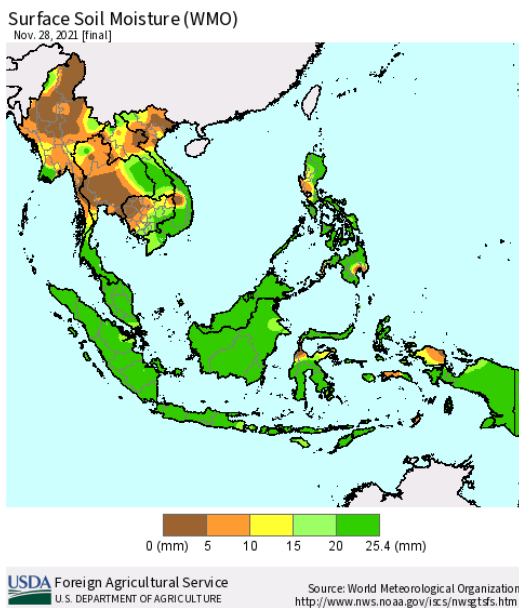 Surface Soil Moisture (WMO)
Nov. 28, 2021 [final]
0 (mm) 5 10 15 20 25.4 (mm)
USDA Foreign Agricultural Service
U.S. DEPARTMENT OF AGRICULTURE
Source: World Meteorological Organization
http://www.nws.noaa.gov/iscs/nwsgtsfs.htm